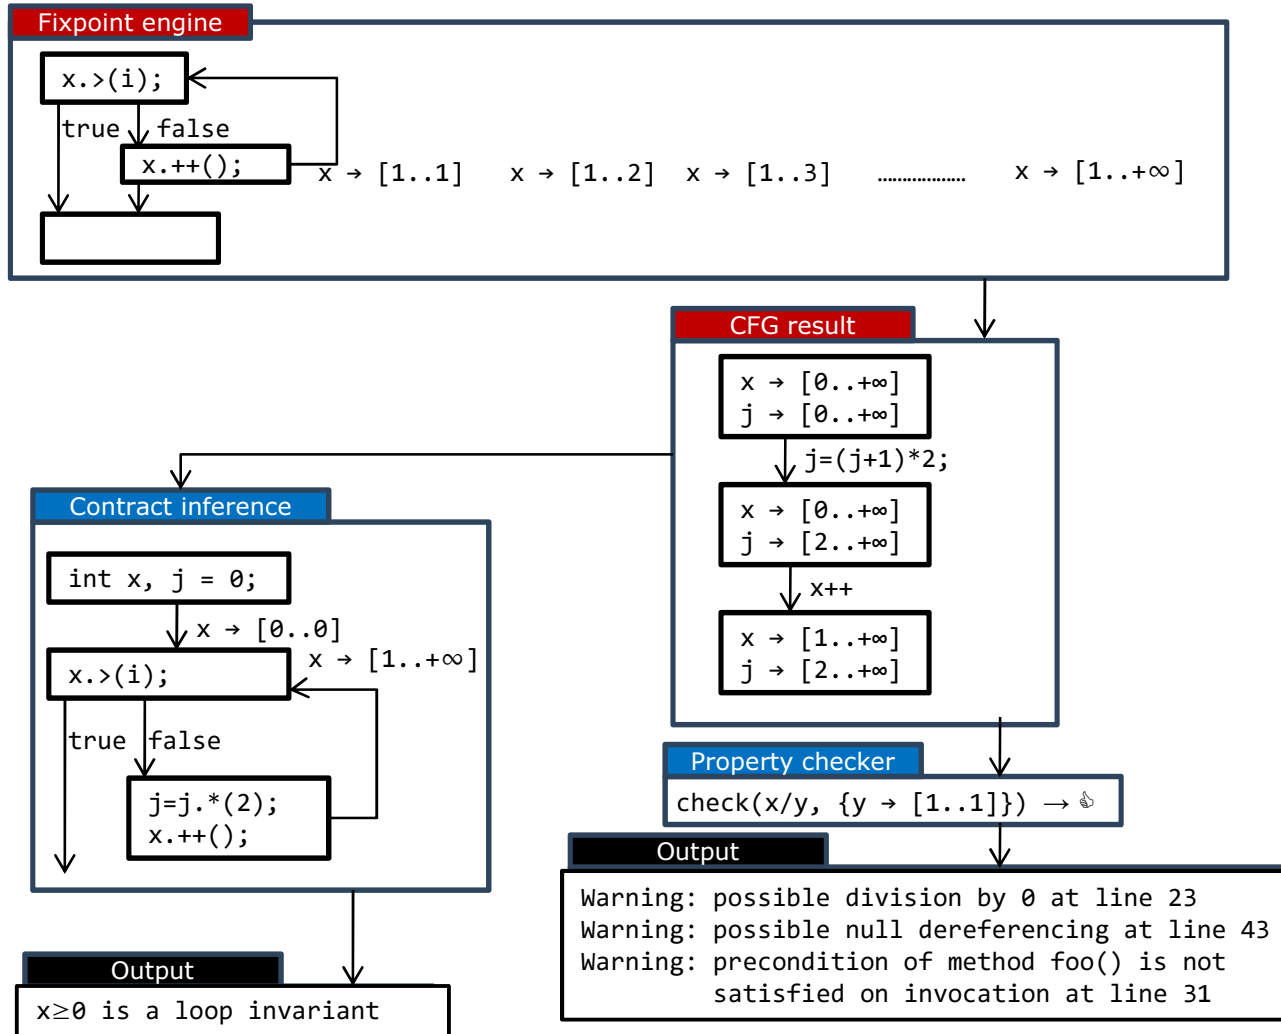 Fixpoint engine
x.>(i);
true false
x.++();
x → [1..1] x → [1..2] x → [1..3] .................. x → [1..+∞]
CFG result
x → [0..+∞]
j → [0..+∞]
j=(j+1)*2;
x → [0..+∞]
j → [2..+∞]
x++
x → [1..+∞]
j → [2..+∞]
Contract inference
int x, j = 0;
x → [0..0]
x → [1..+∞]
x.>(i);
true false
j=j.*(2);
x.++();
Property checker
check(x/y, {y → [1..1]}) → 👍
Output
Warning: possible division by 0 at line 23
Warning: possible null dereferencing at line 43
Warning: precondition of method foo() is not
satisfied on invocation at line 31
Output
x≥0 is a loop invariant